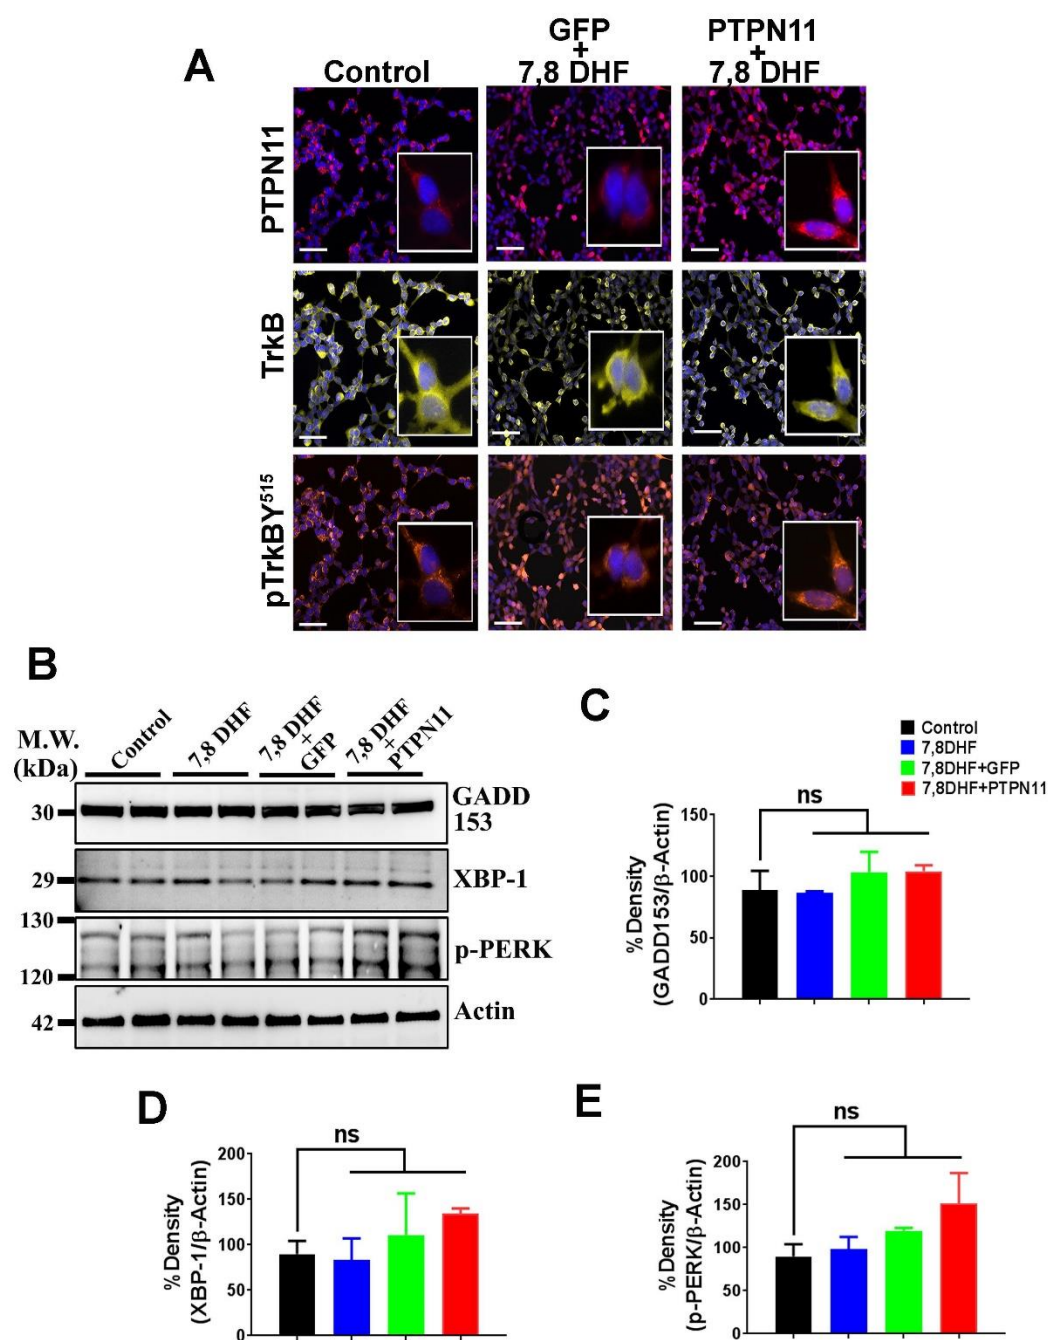 A
Control
GFP
+
7,8 DHF
PTPN11
+
7,8 DHF
PTPN11
TrkB
pTrkBY⁵¹⁵
C
B
M.W.
(kDa)
Control
7,8 DHF
7,8 DHF
+
GFP
7,8 DHF
+
PTPN11
30
GADD
153
29
XBP-1
130
p-PERK
120
42
Actin
C
Control
7,8DHF
7,8DHF+GFP
7,8DHF+PTPN11
ns
%Density
(GADD153/β-Actin)
150
100
50
0
D
ns
%Density
(XBP-1/β-Actin)
200
150
100
50
0
E
ns
%Density
(p-PERK/β-Actin)
200
150
100
50
0